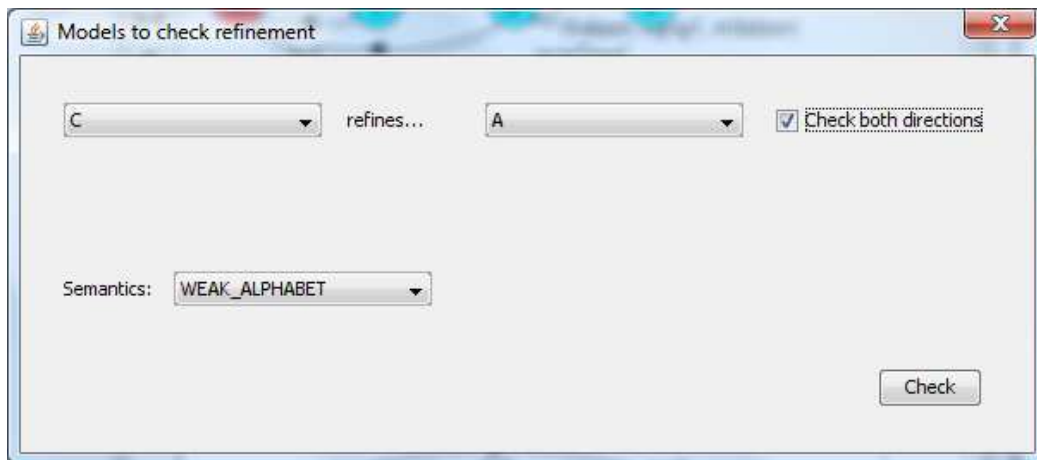 Models to check refinement
C refines... A Check both directions
Semantics: WEAK_ALPHABET
Check